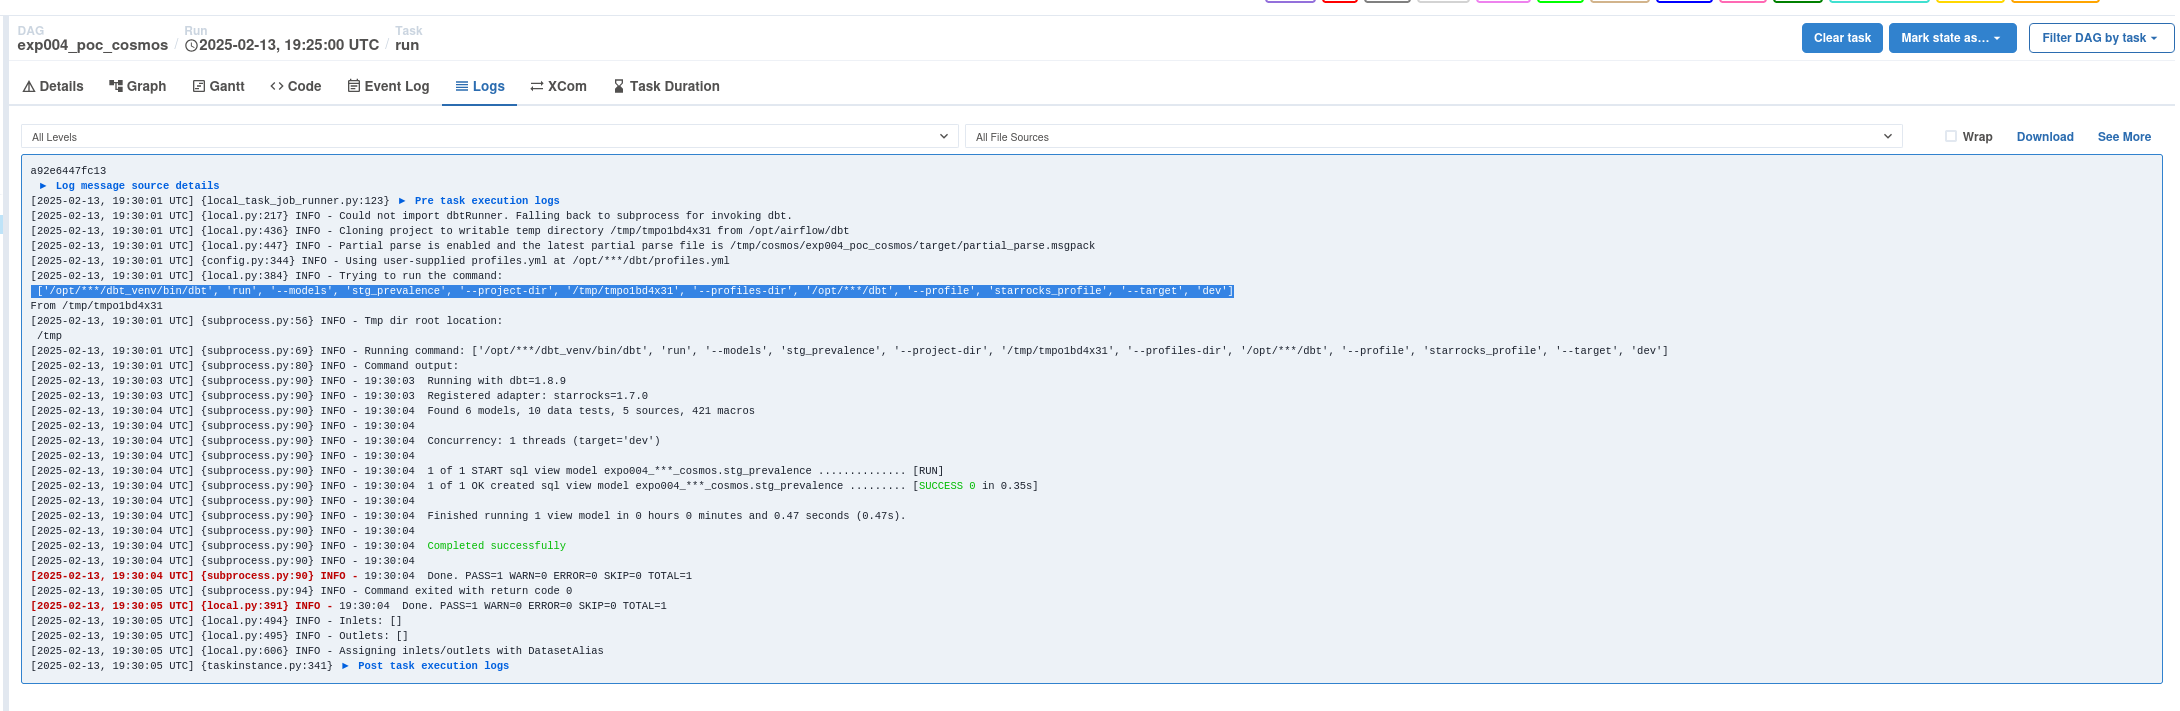 DAG
exp004_poc_cosmos
/
Run
2025-02-13, 19:25:00 UTC
/
Task
run
Clear task
Mark state as...
Filter DAG by task
Details
Graph
Gantt
Code
Event Log
Logs
XCom
Task Duration
All Levels
All File Sources
Wrap
Download
See More
a92e6447fc13
► Log message source details
[2025-02-13, 19:30:01 UTC] {local_task_job_runner.py:123} ► Pre task execution logs
[2025-02-13, 19:30:01 UTC] {local.py:217} INFO - Could not import dbtRunner. Falling back to subprocess for invoking dbt.
[2025-02-13, 19:30:01 UTC] {local.py:436} INFO - Cloning project to writable temp directory /tmp/tmpo1bd4x31 from /opt/airflow/dbt
[2025-02-13, 19:30:01 UTC] {local.py:447} INFO - Partial parse is enabled and the latest partial parse file is /tmp/cosmos/exp004_poc_cosmos/target/partial_parse.msgpack
[2025-02-13, 19:30:01 UTC] {config.py:344} INFO - Using user-supplied profiles.yml at /opt/***/dbt/profiles.yml
[2025-02-13, 19:30:01 UTC] {local.py:384} INFO - Trying to run the command:
['/opt/***/dbt_venv/bin/dbt', 'run', '--models', 'stg_prevalence', '--project-dir', '/tmp/tmpo1bd4x31', '--profiles-dir', '/opt/***/dbt', '--profile', 'starrocks_profile', '--target', 'dev']
From /tmp/tmpo1bd4x31
[2025-02-13, 19:30:01 UTC] {subprocess.py:56} INFO - Tmp dir root location:
/tmp
[2025-02-13, 19:30:01 UTC] {subprocess.py:69} INFO - Running command: ['/opt/***/dbt_venv/bin/dbt', 'run', '--models', 'stg_prevalence', '--project-dir', '/tmp/tmpo1bd4x31', '--profiles-dir', '/opt/***/dbt', '--profile', 'starrocks_profile', '--target', 'dev']
[2025-02-13, 19:30:01 UTC] {subprocess.py:80} INFO - Command output:
[2025-02-13, 19:30:03 UTC] {subprocess.py:90} INFO - 19:30:03  Running with dbt=1.8.9
[2025-02-13, 19:30:03 UTC] {subprocess.py:90} INFO - 19:30:03  Registered adapter: starrocks=1.7.0
[2025-02-13, 19:30:04 UTC] {subprocess.py:90} INFO - 19:30:04  Found 6 models, 10 data tests, 5 sources, 421 macros
[2025-02-13, 19:30:04 UTC] {subprocess.py:90} INFO - 19:30:04
[2025-02-13, 19:30:04 UTC] {subprocess.py:90} INFO - 19:30:04  Concurrency: 1 threads (target='dev')
[2025-02-13, 19:30:04 UTC] {subprocess.py:90} INFO - 19:30:04
[2025-02-13, 19:30:04 UTC] {subprocess.py:90} INFO - 19:30:04  1 of 1 START sql view model expo004_***_cosmos.stg_prevalence .............. [RUN]
[2025-02-13, 19:30:04 UTC] {subprocess.py:90} INFO - 19:30:04  1 of 1 OK created sql view model expo004_***_cosmos.stg_prevalence ......... [SUCCESS 0 in 0.35s]
[2025-02-13, 19:30:04 UTC] {subprocess.py:90} INFO - 19:30:04
[2025-02-13, 19:30:04 UTC] {subprocess.py:90} INFO - 19:30:04  Finished running 1 view model in 0 hours 0 minutes and 0.47 seconds (0.47s).
[2025-02-13, 19:30:04 UTC] {subprocess.py:90} INFO - 19:30:04
[2025-02-13, 19:30:04 UTC] {subprocess.py:90} INFO - 19:30:04  Completed successfully
[2025-02-13, 19:30:04 UTC] {subprocess.py:90} INFO - 19:30:04
[2025-02-13, 19:30:04 UTC] {subprocess.py:90} INFO - 19:30:04  Done. PASS=1 WARN=0 ERROR=0 SKIP=0 TOTAL=1
[2025-02-13, 19:30:05 UTC] {subprocess.py:94} INFO - Command exited with return code 0
[2025-02-13, 19:30:05 UTC] {local.py:391} INFO - 19:30:04  Done. PASS=1 WARN=0 ERROR=0 SKIP=0 TOTAL=1
[2025-02-13, 19:30:05 UTC] {local.py:494} INFO - Inlets: []
[2025-02-13, 19:30:05 UTC] {local.py:495} INFO - Outlets: []
[2025-02-13, 19:30:05 UTC] {local.py:606} INFO - Assigning inlets/outlets with DatasetAlias
[2025-02-13, 19:30:05 UTC] {taskinstance.py:341} ► Post task execution logs